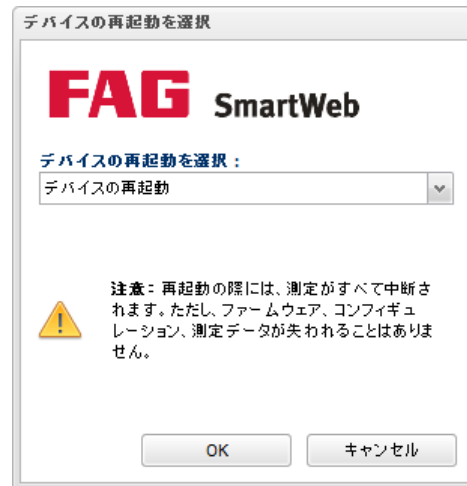 デバイスの再起動を選択
FAG SmartWeb
デバイスの再起動を選択：
デバイスの再起動
注意：再起動の際には、測定がすべて中断さ
れます。ただし、ファームウェア、コンフィギュ
レーション、測定データが失われることはありま
せん。
OK キャンセル